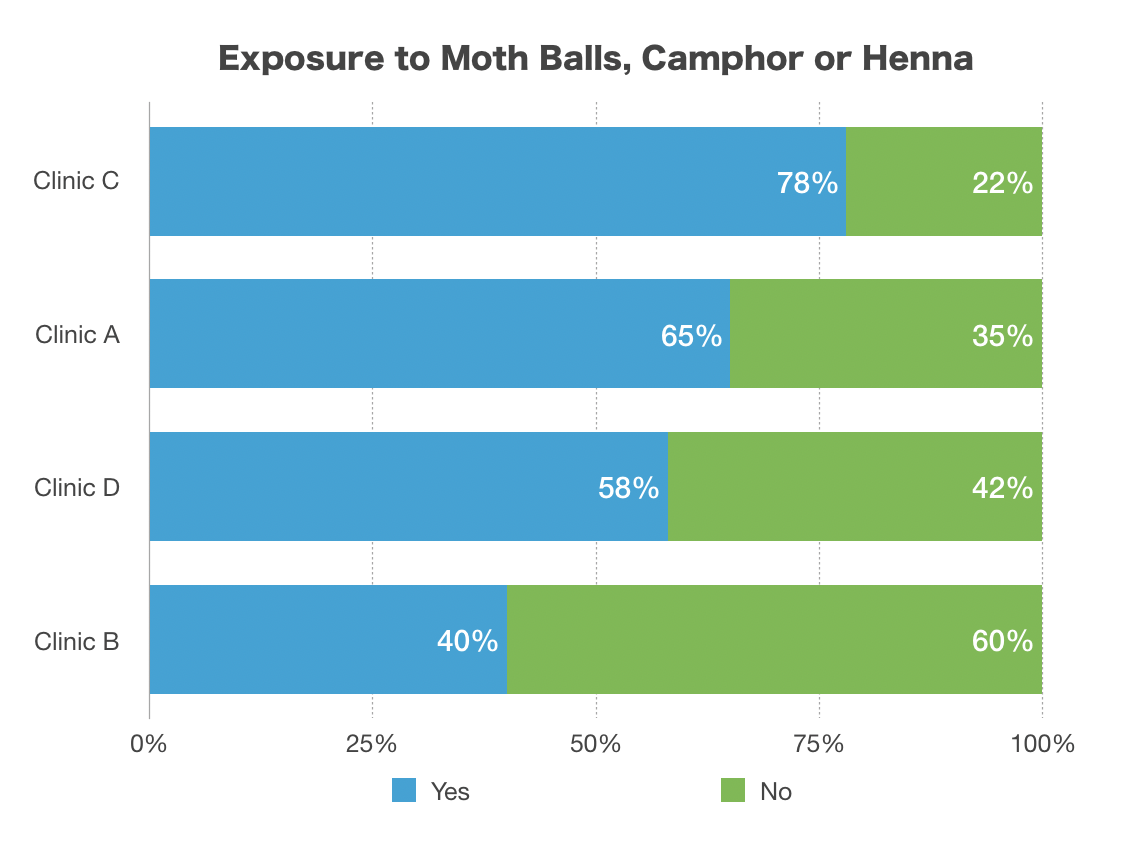 Exposure to Moth Balls, Camphor or Henna
Clinic C 78% 22%
Clinic A 65% 35%
Clinic D 58% 42%
Clinic B 40% 60%
0% 25% 50% 75% 100%
Yes No